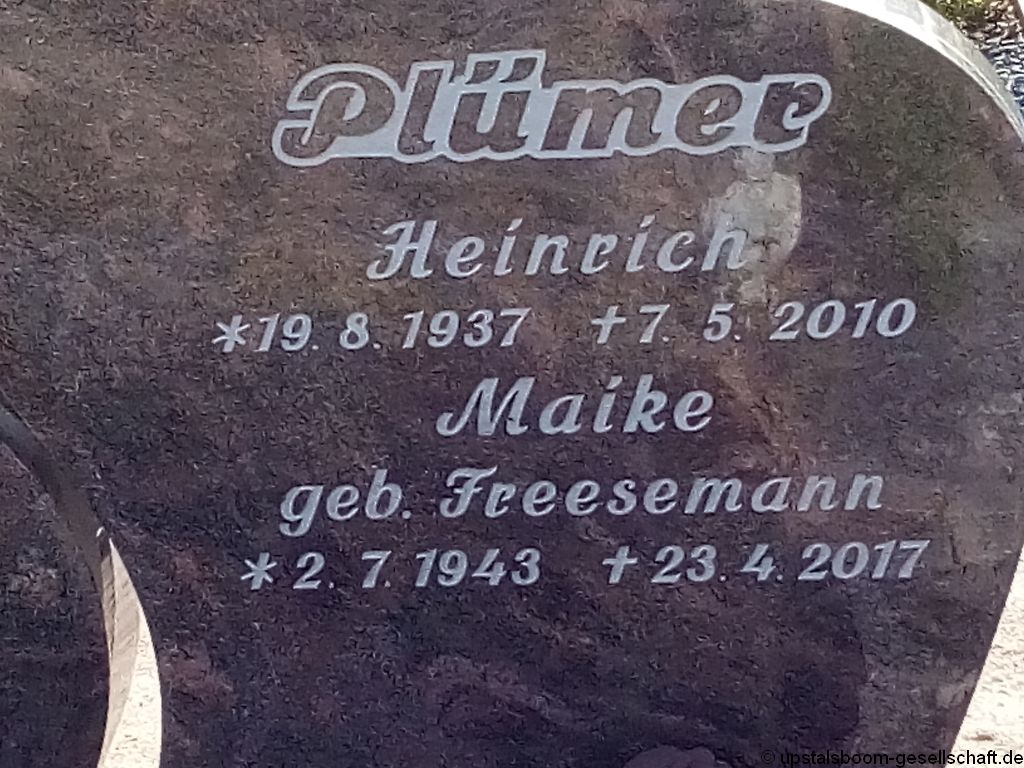 Plümer
Heinrich
*19. 8. 1937 †7. 5. 2010
Maike
geb. Freesemann
*2. 7. 1943 †23. 4. 2017
© upstalsboom-gesellschaft.de